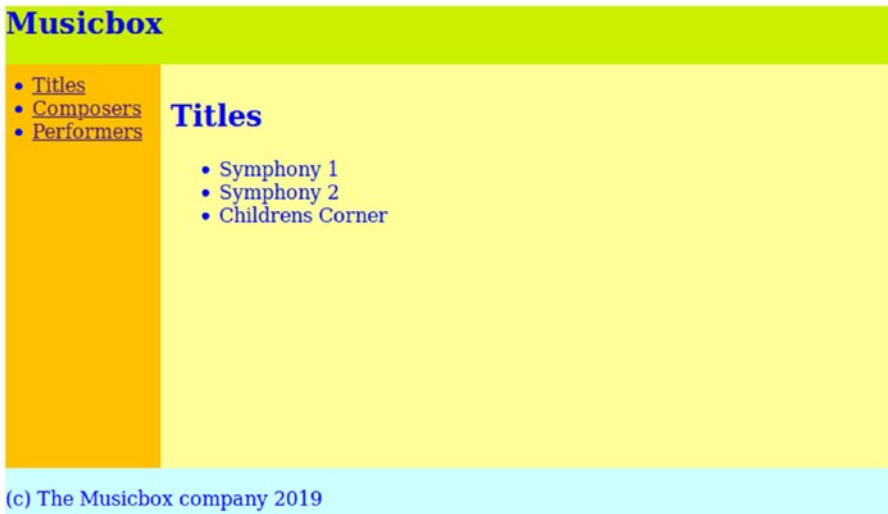 Musicbox
Titles
Composers
Performers
Titles
Symphony 1
Symphony 2
Childrens Corner
(c) The Musicbox company 2019